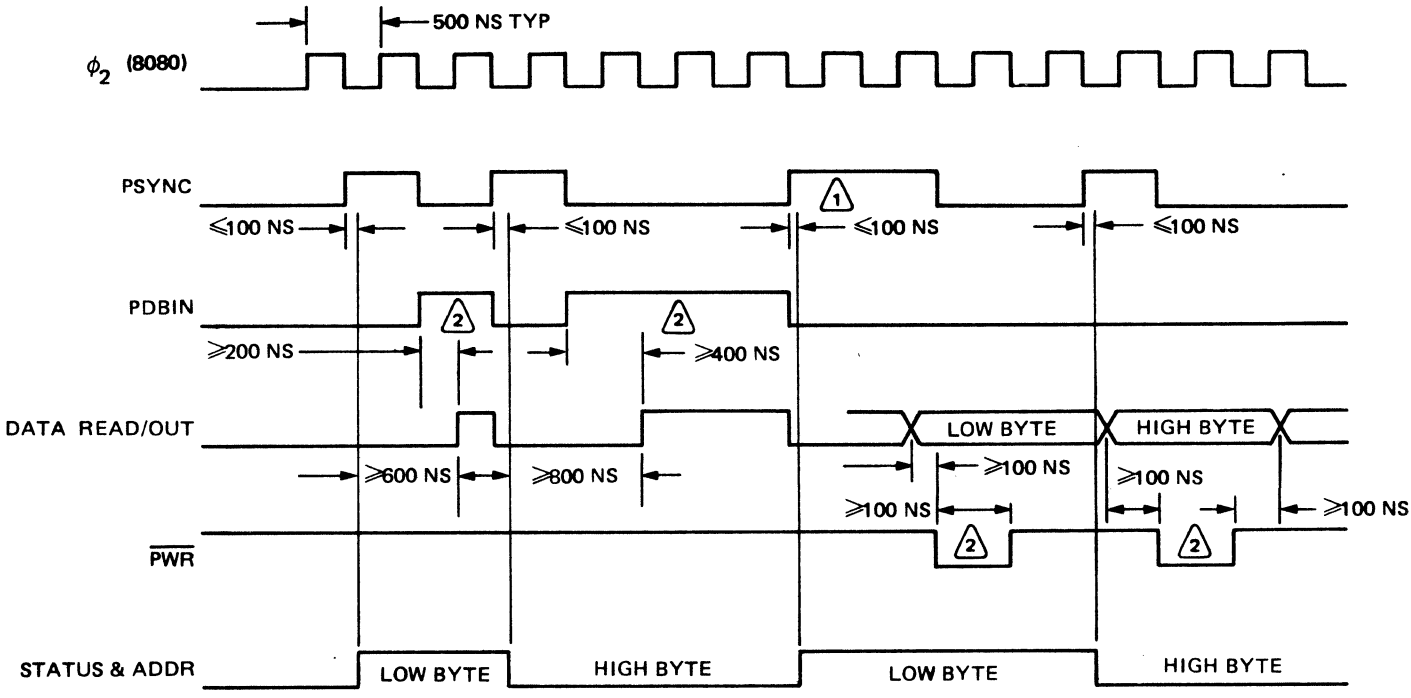 500 NS TYP
ϕ2 (8080)
PSYNC
1
≤100 NS
≤100 NS
≤100 NS
≤100 NS
PDBIN
2
2
≥200 NS
≥400 NS
DATA READ/OUT
LOW BYTE
HIGH BYTE
≥600 NS
≥800 NS
≥100 NS
≥100 NS
≥100 NS
≥100 NS
PWR
2
2
STATUS & ADDR
LOW BYTE
HIGH BYTE
LOW BYTE
HIGH BYTE